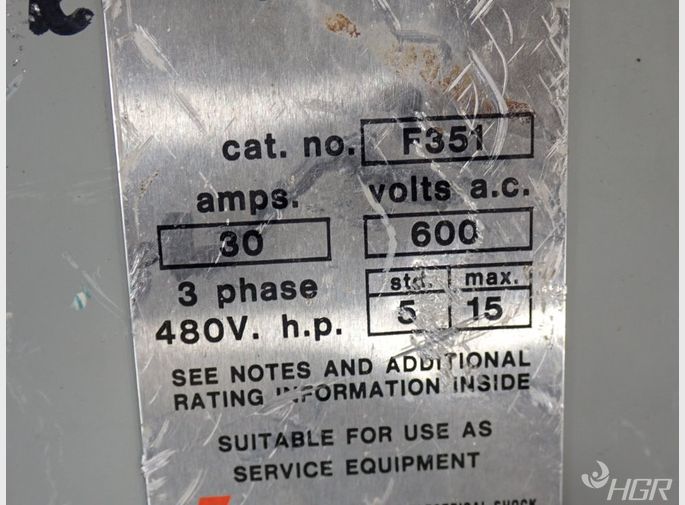 cat. no. F351
amps. volts a.c.
30 600
3 phase std. max.
480V. h.p. 5 15
SEE NOTES AND ADDITIONAL
RATING INFORMATION INSIDE
SUITABLE FOR USE AS
SERVICE EQUIPMENT
SHOCK
HGR